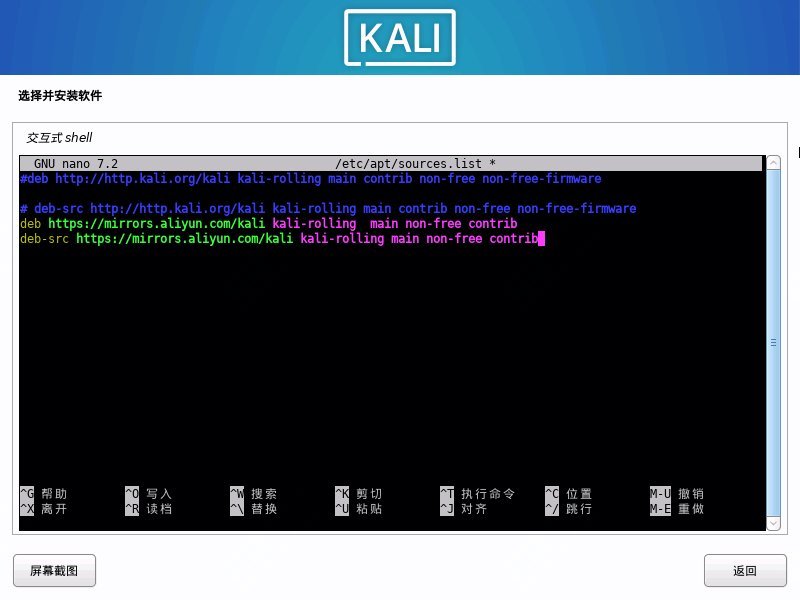 KALI
选择并安装软件
交互式 shell
GNU nano 7.2 /etc/apt/sources.list *
#deb http://http.kali.org/kali kali-rolling main contrib non-free non-free-firmware
# deb-src http://http.kali.org/kali kali-rolling main contrib non-free non-free-firmware
deb https://mirrors.aliyun.com/kali kali-rolling  main non-free contrib
deb-src https://mirrors.aliyun.com/kali kali-rolling main non-free contrib
^G 帮助 ^O 写入 ^W 搜索 ^K 剪切 ^T 执行命令 ^C 位置 M-U 撤销
^X 离开 ^R 读档 ^\ 替换 ^U 粘贴 ^J 对齐 ^/ 跳行 M-E 重做
屏幕截图 返回